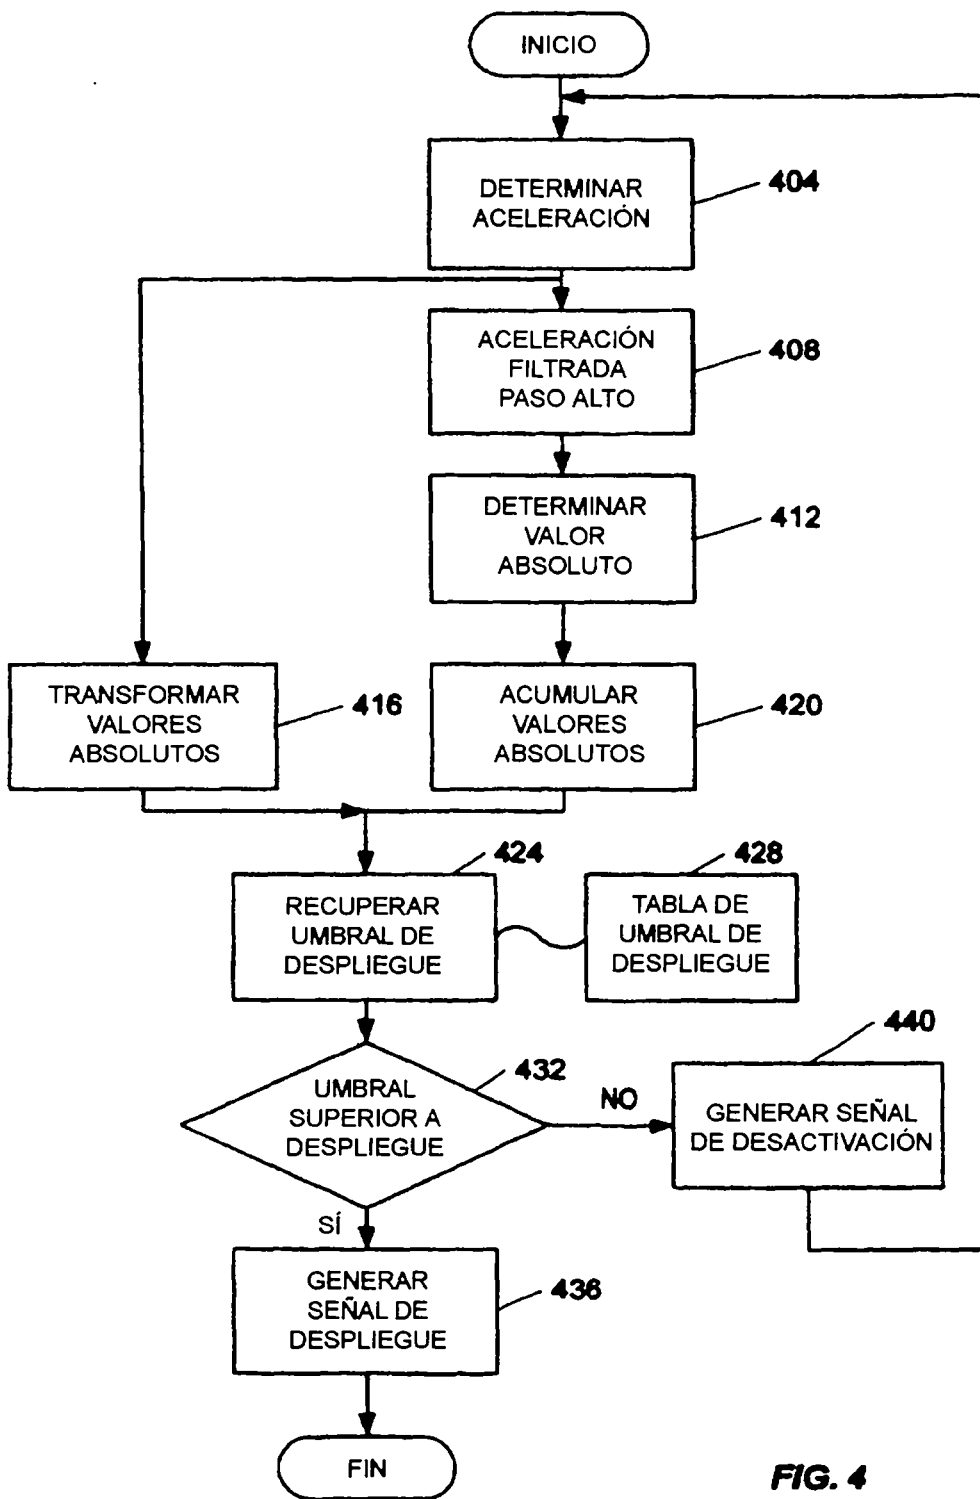 INICIO
DETERMINAR
ACELERACIÓN
404
ACELERACIÓN
FILTRADA
PASO ALTO
408
DETERMINAR
VALOR
ABSOLUTO
412
TRANSFORMAR
VALORES
ABSOLUTOS
416
ACUMULAR
VALORES
ABSOLUTOS
420
RECUPERAR
UMBRAL DE
DESPLIEGUE
424
TABLA DE
UMBRAL DE
DESPLIEGUE
428
UMBRAL
SUPERIOR A
DESPLIEGUE
432
NO
GENERAR SEÑAL
DE DESACTIVACIÓN
440
SÍ
GENERAR
SEÑAL DE
DESPLIEGUE
436
FIN
FIG. 4